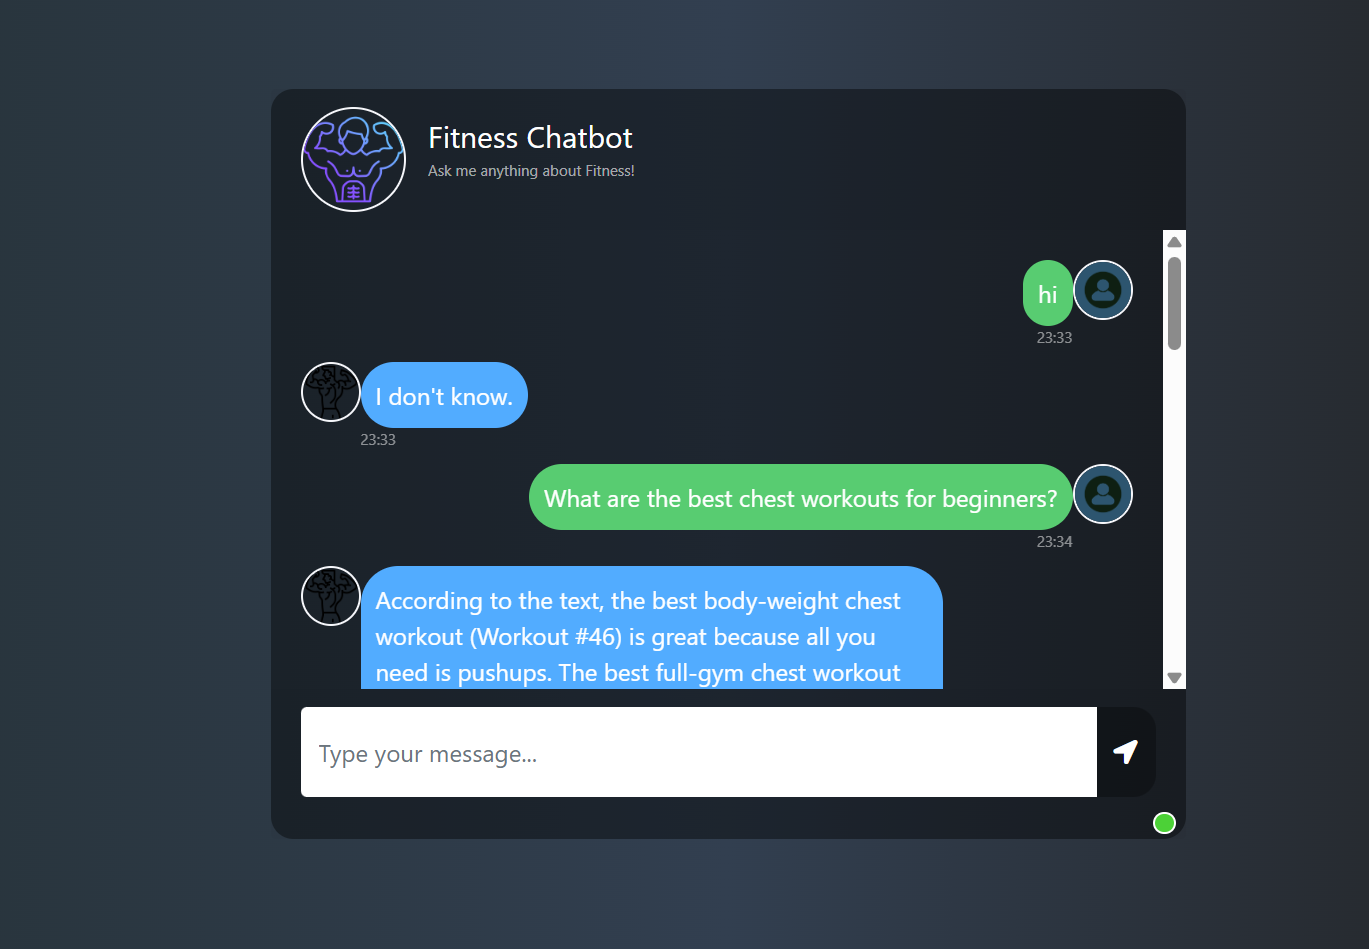 Fitness Chatbot
Ask me anything about Fitness!
hi
23:33
I don't know.
23:33
What are the best chest workouts for beginners?
23:34
According to the text, the best body-weight chest
workout (Workout #46) is great because all you
need is pushups. The best full-gym chest workout
Type your message...